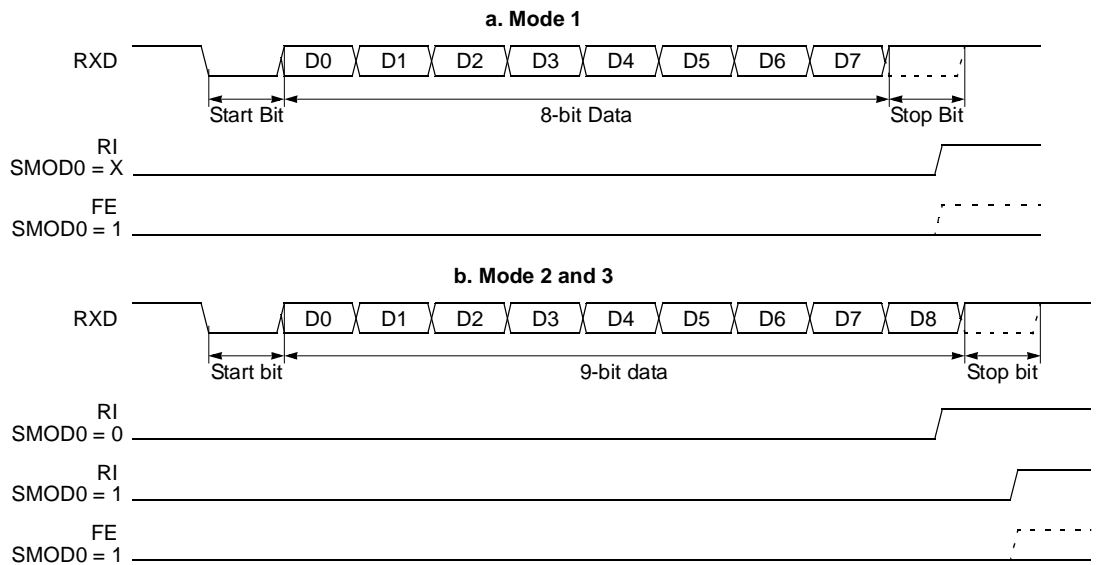 a. Mode 1
RXD D0 D1 D2 D3 D4 D5 D6 D7
Start Bit 8-bit Data Stop Bit
RI
SMOD0 = X
FE
SMOD0 = 1
b. Mode 2 and 3
RXD D0 D1 D2 D3 D4 D5 D6 D7 D8
Start bit 9-bit data Stop bit
RI
SMOD0 = 0
RI
SMOD0 = 1
FE
SMOD0 = 1